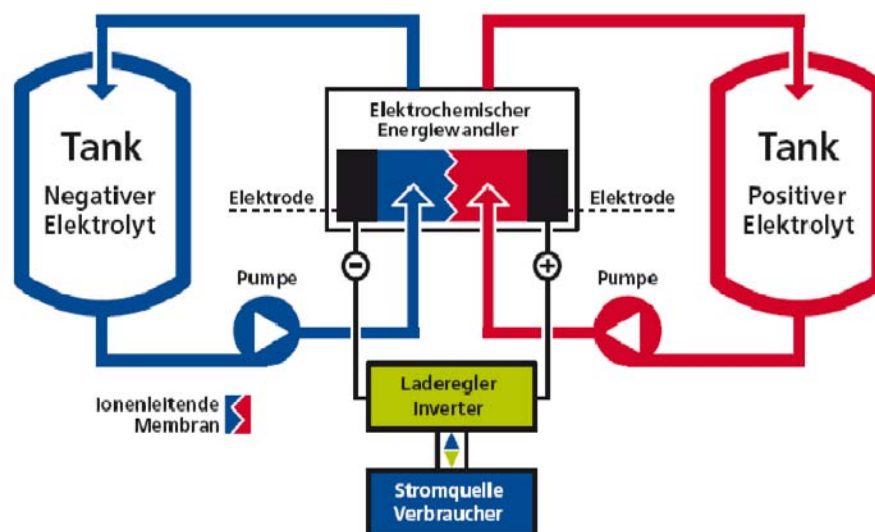 Elektrochemischer
Energiewandler
Tank
Negativer
Elektrolyt
Elektrode
Elektrode
Tank
Positiver
Elektrolyt
−
+
Pumpe
Pumpe
Laderegler
Inverter
Ionenleitende
Membran
Stromquelle
Verbraucher